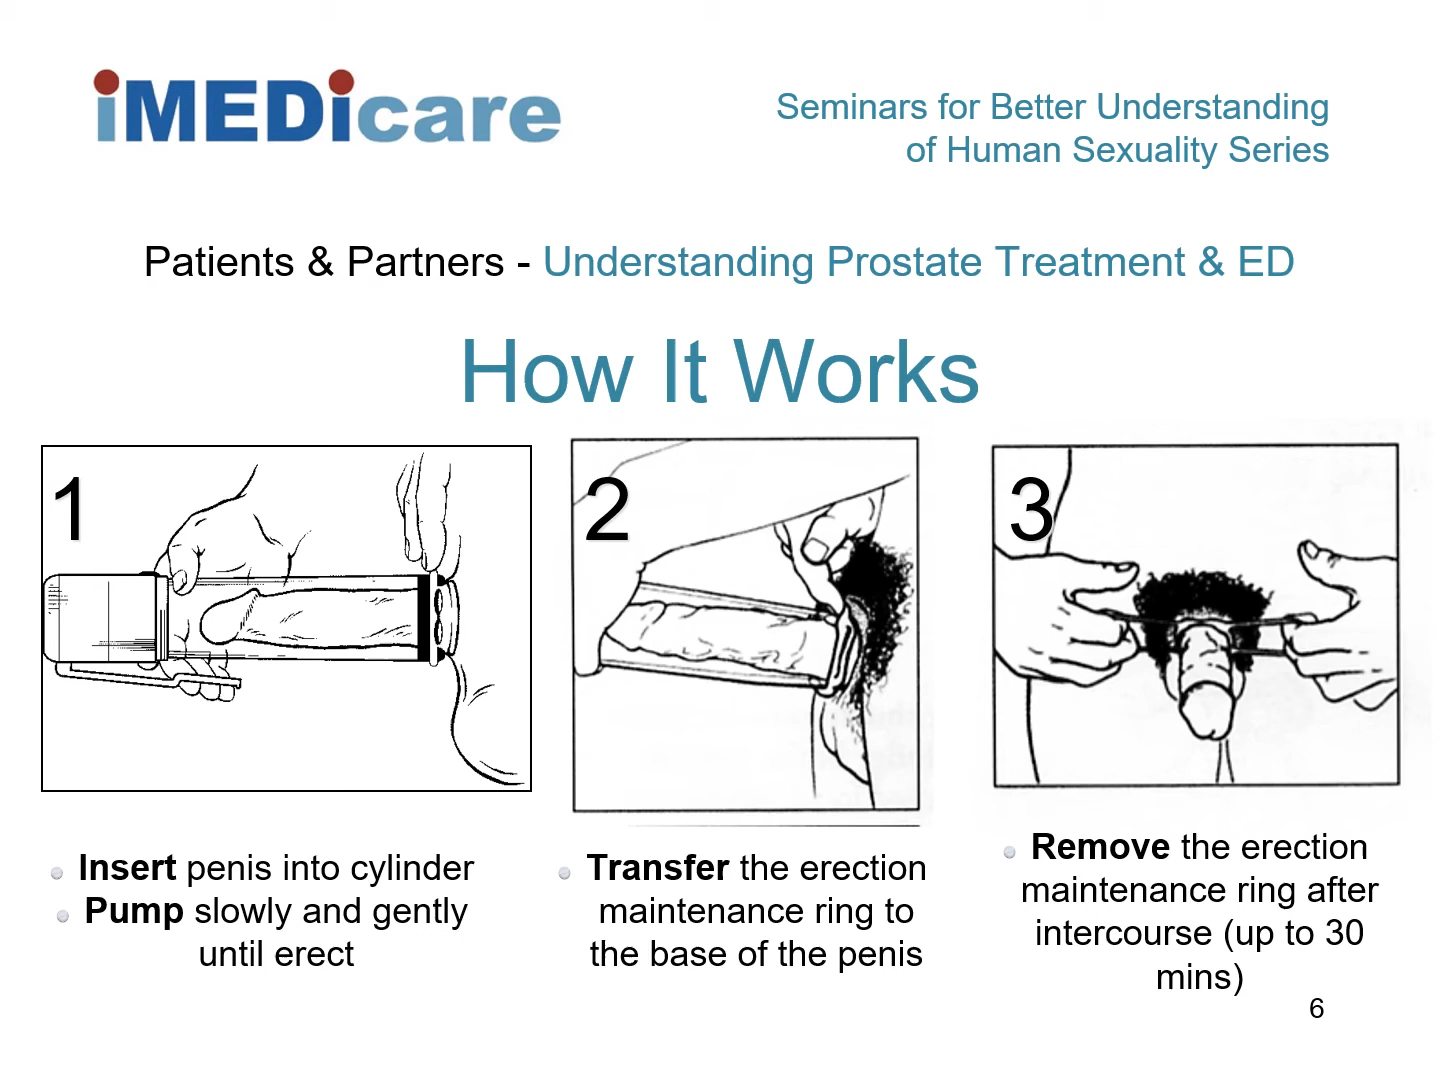 iMEDicare
Seminars for Better Understanding
of Human Sexuality Series
Patients & Partners - Understanding Prostate Treatment & ED
How It Works
1
2
3
Insert penis into cylinder
Pump slowly and gently
until erect
Transfer the erection
maintenance ring to
the base of the penis
Remove the erection
maintenance ring after
intercourse (up to 30
mins)
6